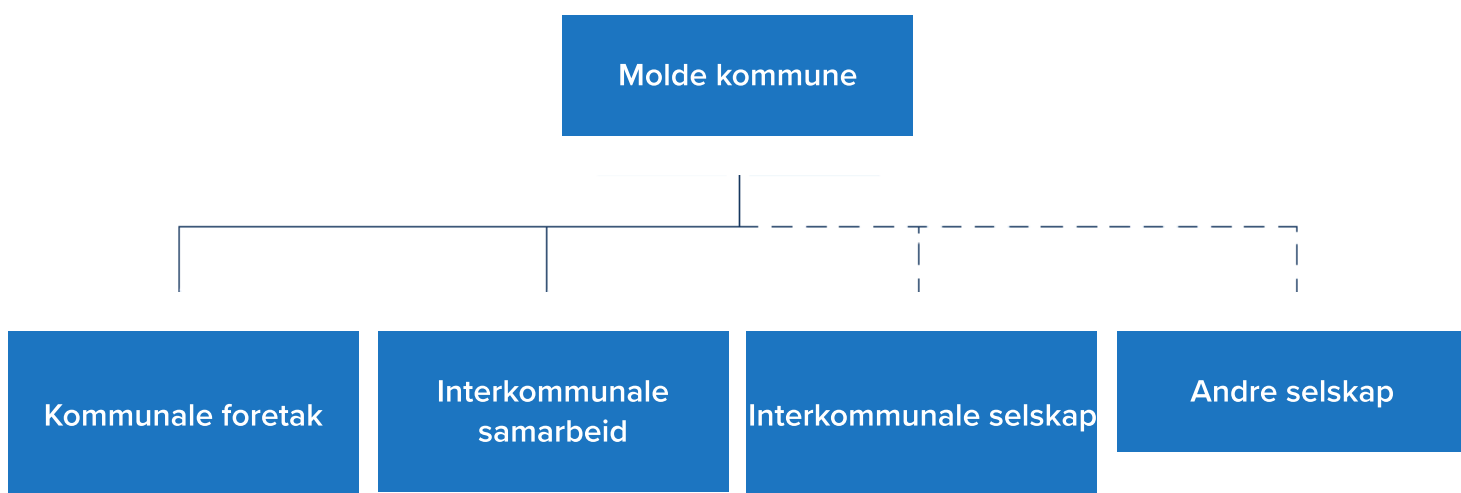 Molde kommune
Kommunale foretak
Interkommunale
samarbeid
Interkommunale selskap
Andre selskap